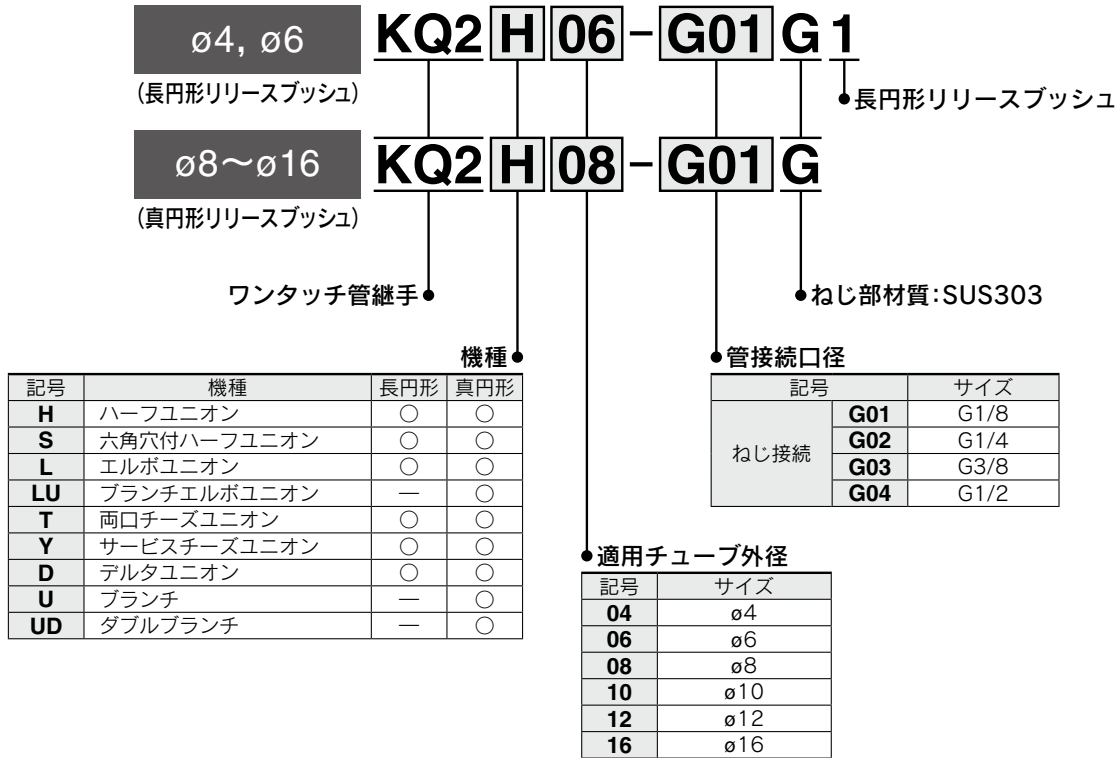 ø4, ø6 KQ2 H 06 - G01 G 1
(長円形リリースブッシュ)
長円形リリースブッシュ
ø8～ø16 KQ2 H 08 - G01 G
(真円形リリースブッシュ)
ワンタッチ管継手
ねじ部材質:SUS303
機種
記号 機種 長円形 真円形
H ハーフユニオン ○ ○
S 六角穴付ハーフユニオン ○ ○
L エルボユニオン ○ ○
LU ブランチエルボユニオン — ○
T 両口チーズユニオン ○ ○
Y サービスチーズユニオン ○ ○
D デルタユニオン ○ ○
U ブランチ — ○
UD ダブルブランチ — ○
管接続口径
記号 サイズ
ねじ接続
G01 G1/8
G02 G1/4
G03 G3/8
G04 G1/2
適用チューブ外径
記号 サイズ
04 ø4
06 ø6
08 ø8
10 ø10
12 ø12
16 ø16